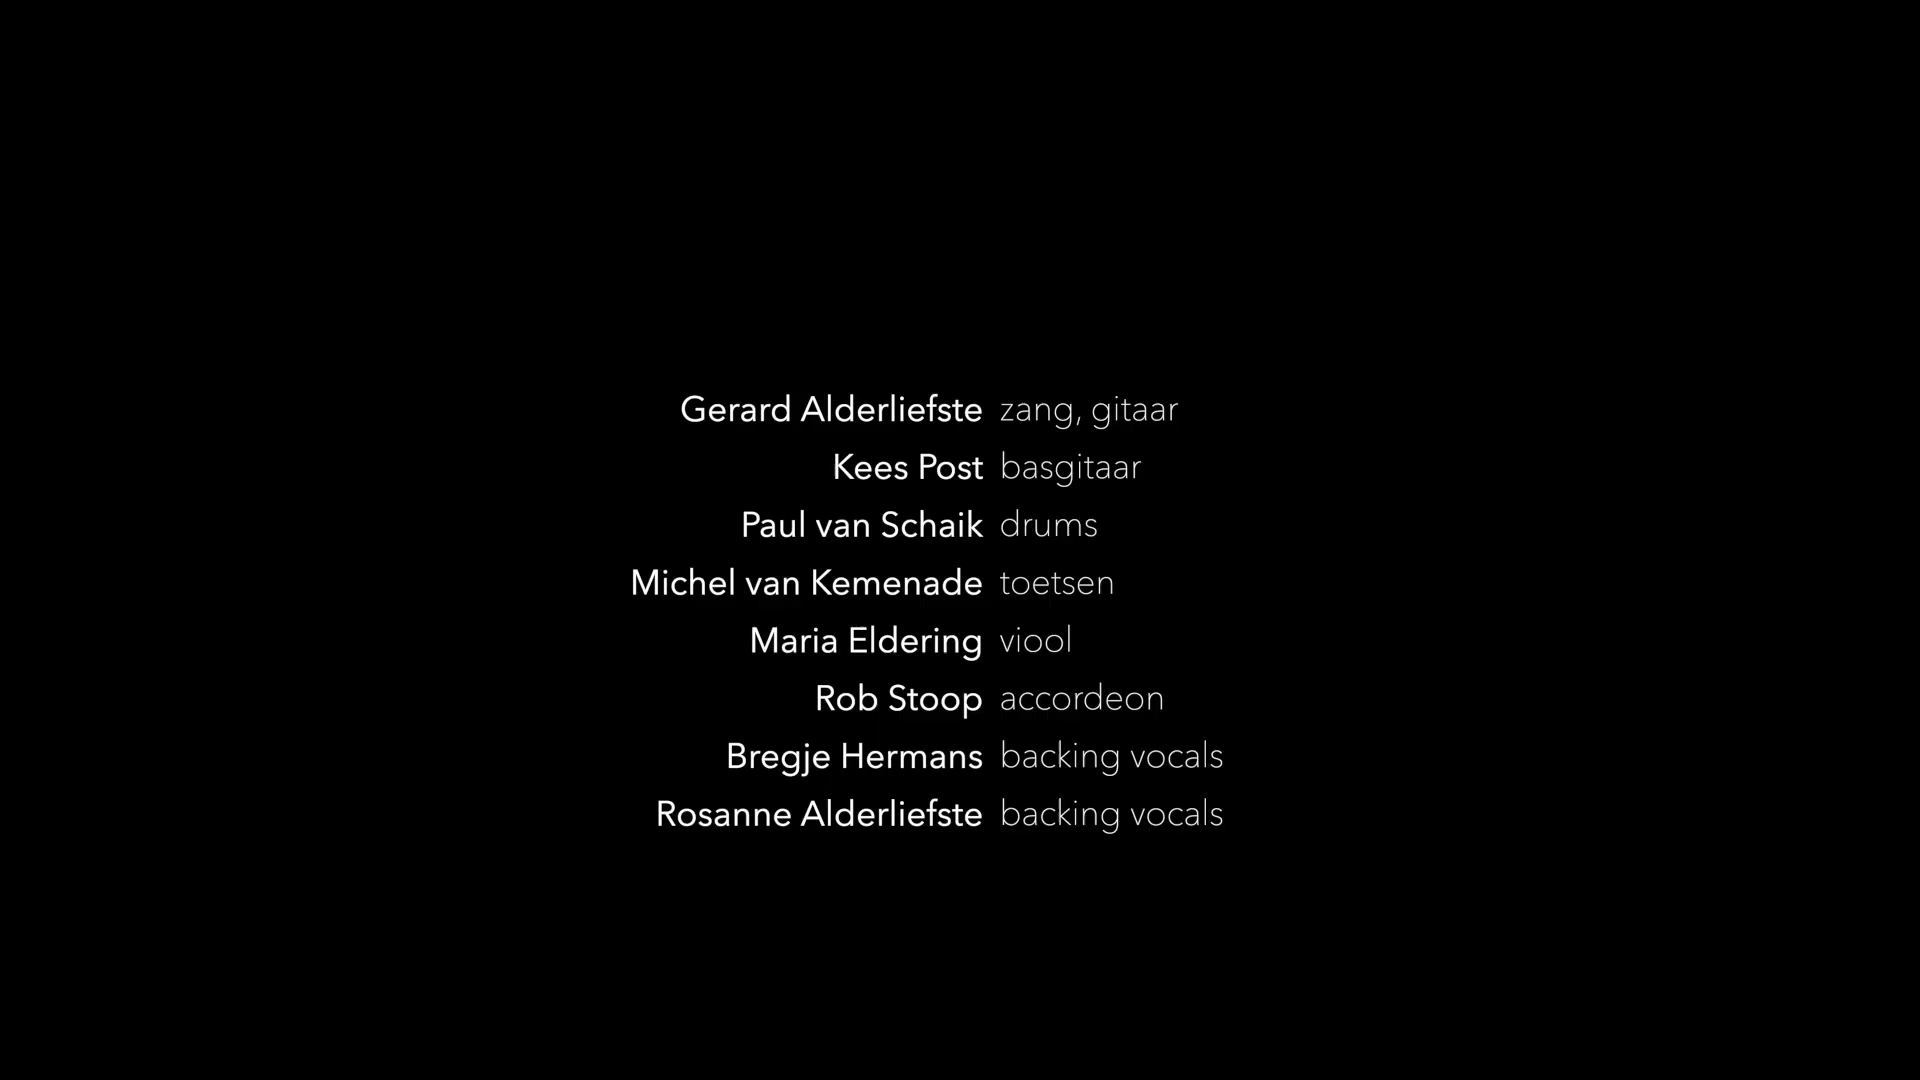 Gerard Alderliefste zang, gitaar
Kees Post basgitaar
Paul van Schaik drums
Michel van Kemenade toetsen
Maria Eldering viool
Rob Stoop accordeon
Bregje Hermans backing vocals
Rosanne Alderliefste backing vocals